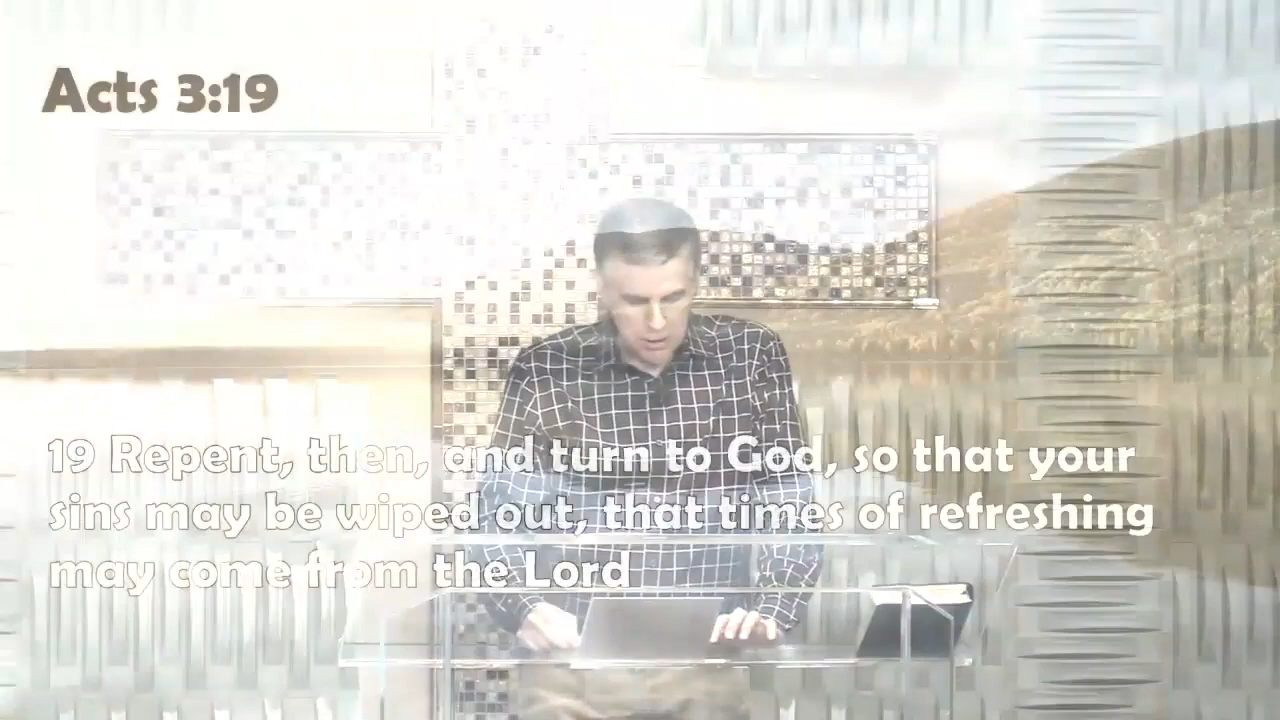 Acts 3:19
19 Repent, then, and turn to God, so that your
sins may be wiped out, that times of refreshing
may come from the Lord